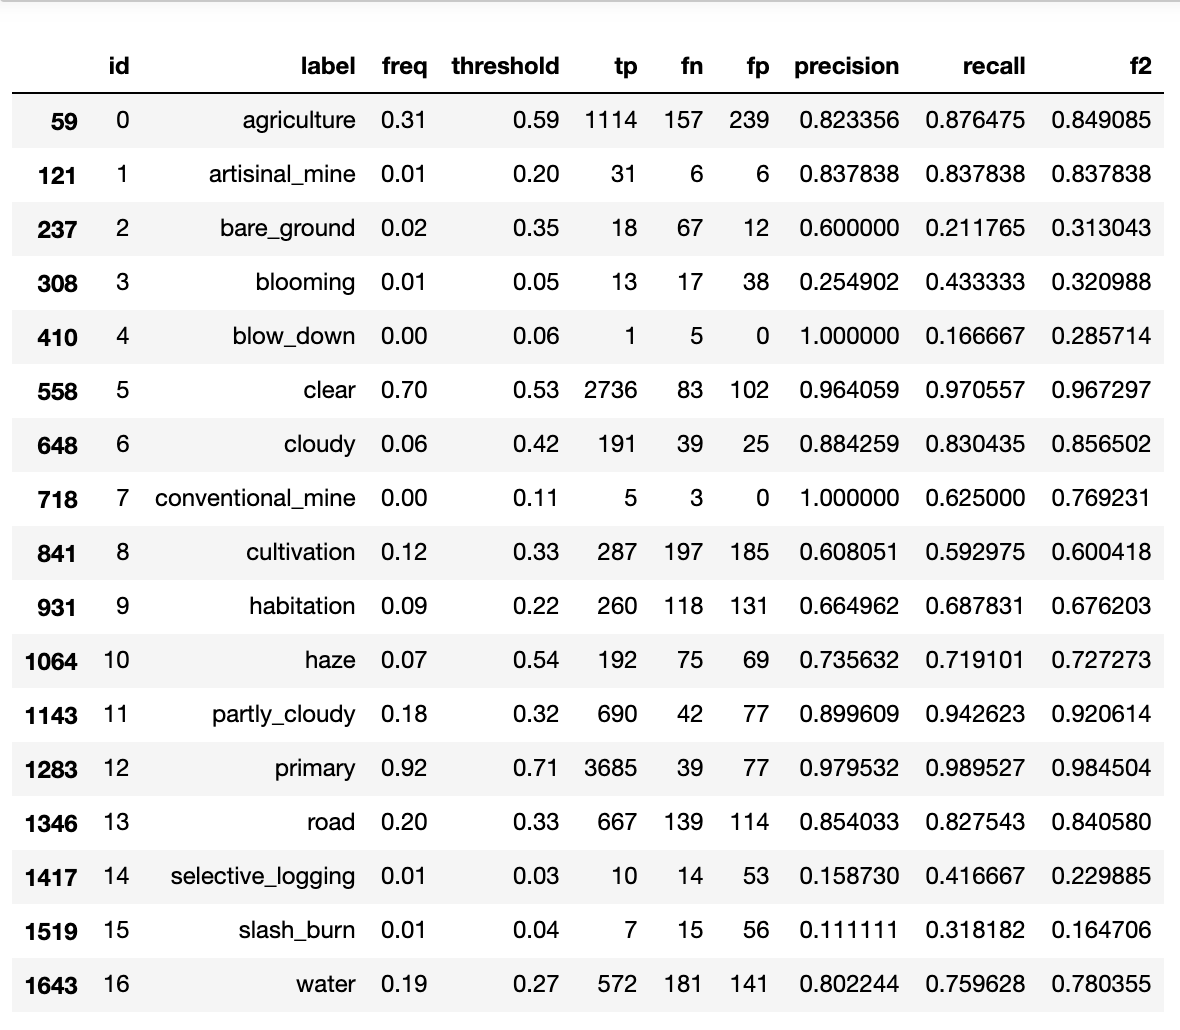 id label freq threshold tp fn fp precision recall f2
59 0 agriculture 0.31 0.59 1114 157 239 0.823356 0.876475 0.849085
121 1 artisinal_mine 0.01 0.20 31 6 6 0.837838 0.837838 0.837838
237 2 bare_ground 0.02 0.35 18 67 12 0.600000 0.211765 0.313043
308 3 blooming 0.01 0.05 13 17 38 0.254902 0.433333 0.320988
410 4 blow_down 0.00 0.06 1 5 0 1.000000 0.166667 0.285714
558 5 clear 0.70 0.53 2736 83 102 0.964059 0.970557 0.967297
648 6 cloudy 0.06 0.42 191 39 25 0.884259 0.830435 0.856502
718 7 conventional_mine 0.00 0.11 5 3 0 1.000000 0.625000 0.769231
841 8 cultivation 0.12 0.33 287 197 185 0.608051 0.592975 0.600418
931 9 habitation 0.09 0.22 260 118 131 0.664962 0.687831 0.676203
1064 10 haze 0.07 0.54 192 75 69 0.735632 0.719101 0.727273
1143 11 partly_cloudy 0.18 0.32 690 42 77 0.899609 0.942623 0.920614
1283 12 primary 0.92 0.71 3685 39 77 0.979532 0.989527 0.984504
1346 13 road 0.20 0.33 667 139 114 0.854033 0.827543 0.840580
1417 14 selective_logging 0.01 0.03 10 14 53 0.158730 0.416667 0.229885
1519 15 slash_burn 0.01 0.04 7 15 56 0.111111 0.318182 0.164706
1643 16 water 0.19 0.27 572 181 141 0.802244 0.759628 0.780355